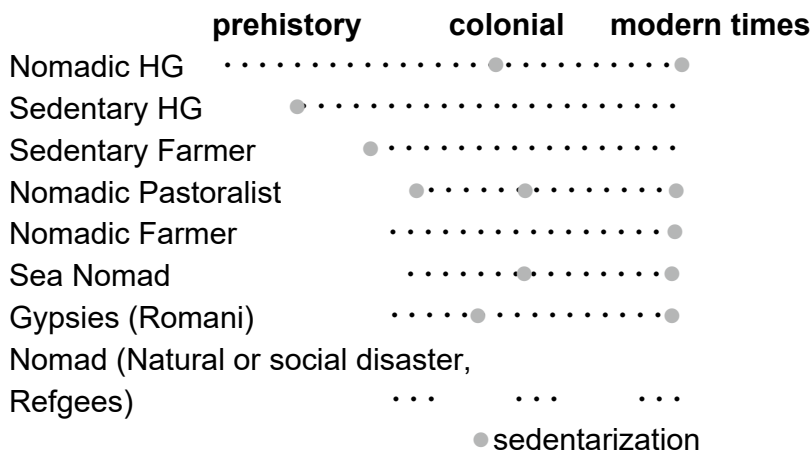 prehistory colonial modern times
Nomadic HG
Sedentary HG
Sedentary Farmer
Nomadic Pastoralist
Nomadic Farmer
Sea Nomad
Gypsies (Romani)
Nomad (Natural or social disaster,
Refgees)
sedentarization